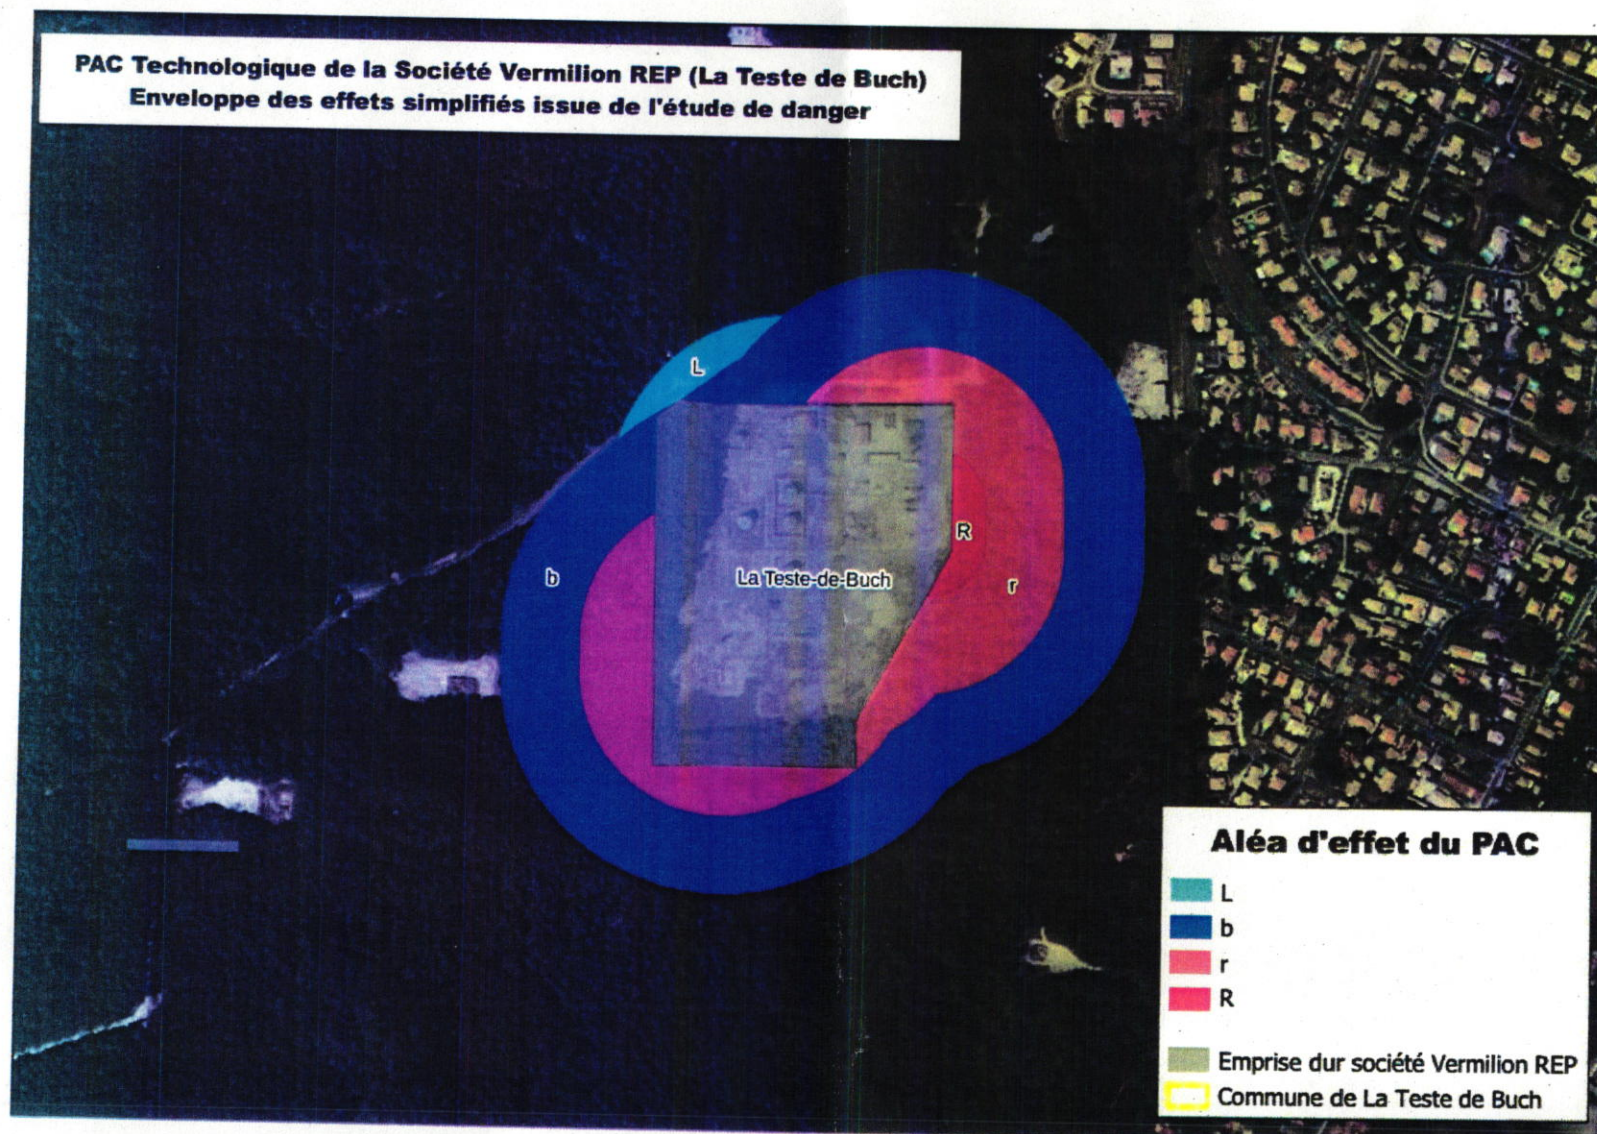 PAC Technologique de la Société Vermilion REP (La Teste de Buch)
Enveloppe des effets simplifiés issue de l'étude de danger
L
b
R
La Teste-de-Buch
r
Aléa d'effet du PAC
L
b
r
R
Emprise dur société Vermilion REP
Commune de La Teste de Buch